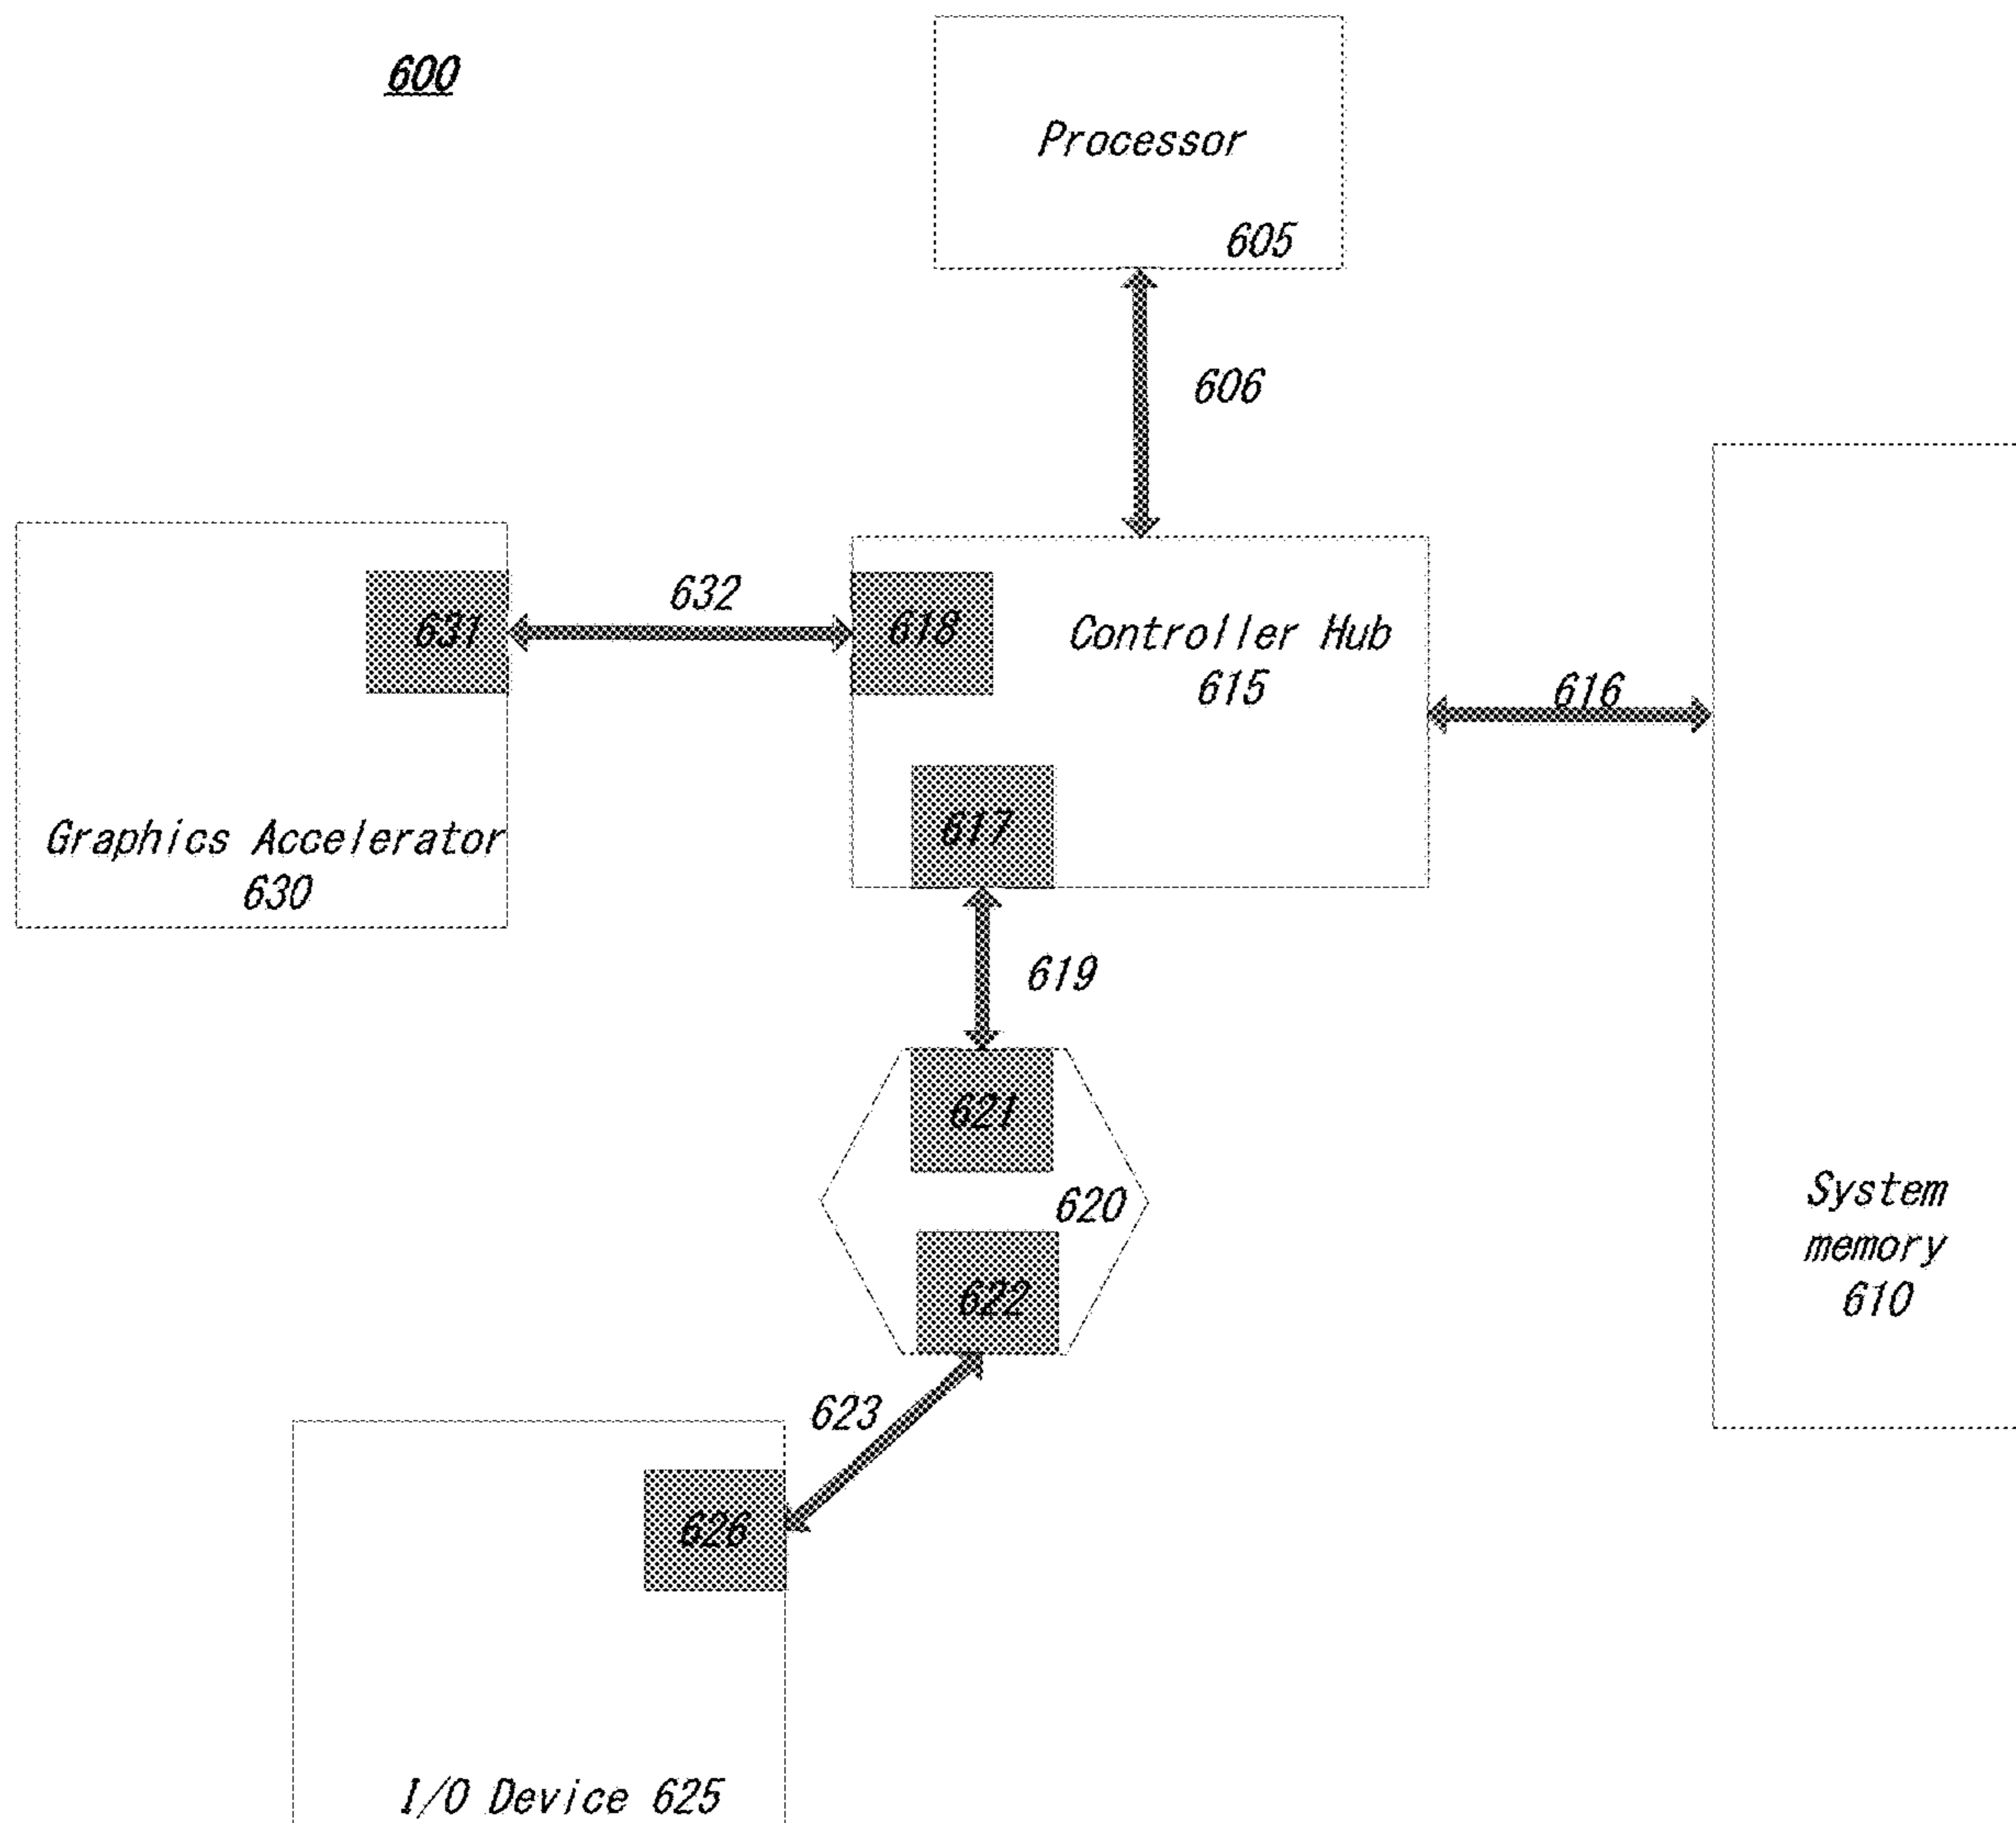 600
Processor
605
606
632
631
618
Controller Hub
615
616
617
Graphics Accelerator
630
619
621
620
System
memory
610
622
623
626
I/O Device 625